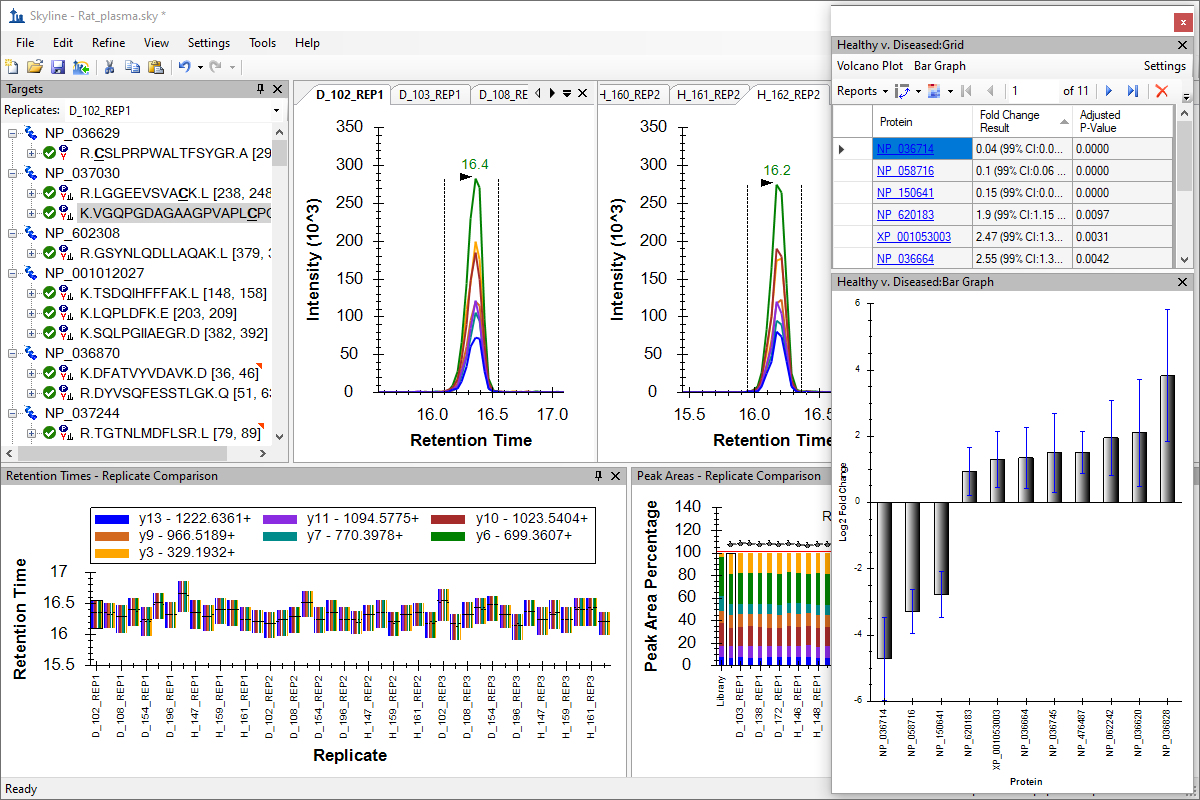 Skyline - Rat_plasma.sky *
File Edit Refine View Settings Tools Help
Targets
Replicates: D_102_REP1
NP_036629
R.CSLPRPWALTFSYGR.A [29
NP_037030
R.LGGEEVSVACK.L [238, 248
K.VGQPGDAGAAGPVAPLCPG
NP_602308
R.GSYNLQDLLAQAK.L [379, 3
NP_001012027
K.TSDQIHFFFAK.L [148, 158]
K.LQPLDFK.E [203, 209]
K.SQLPGIIAEGR.D [382, 392]
NP_036870
K.DFATVYVDAVK.D [36, 46]
R.DYVSQFESSTLGK.Q [51, 63
NP_037244
R.TGTNLMDFLSR.L [79, 89]
D_102_REP1 D_103_REP1 D_108_RE
350
300
250
200
150
100
50
0
Intensity (10^3)
16.4
16.0 16.5 17.0
Retention Time
H_160_REP2 H_161_REP2 H_162_REP2
350
300
250
200
150
100
50
0
Intensity (10^3)
16.2
15.5 16.0 16.5
Retention Time
Retention Times - Replicate Comparison
y13 - 1222.6361+ y11 - 1094.5775+ y10 - 1023.5404+
y9 - 966.5189+ y7 - 770.3978+ y6 - 699.3607+
y3 - 329.1932+
17
16.5
16
15.5
Retention Time
D_102_REP1
D_108_REP1
D_154_REP1
D_196_REP1
H_147_REP1
H_159_REP1
H_161_REP1
D_102_REP2
D_108_REP2
D_154_REP2
D_196_REP2
H_147_REP2
H_159_REP2
H_161_REP2
D_102_REP3
D_108_REP3
D_154_REP3
D_196_REP3
H_147_REP3
H_159_REP3
H_161_REP3
Replicate
Peak Areas - Replicate Comparison
140
120
100
80
60
40
20
0
Peak Area Percentage
R
Library
D_103_REP1
D_138_REP1
D_172_REP1
H_146_REP1
H_148_REP1
Healthy v. Diseased:Grid
Volcano Plot Bar Graph Settings
Reports 1 of 11
Protein Fold Change Result Adjusted P-Value
NP_036714 0.04 (99% CI:0.0... 0.0000
NP_058716 0.1 (99% CI:0.06 ... 0.0000
NP_150641 0.15 (99% CI:0.0... 0.0000
NP_620183 1.9 (99% CI:1.15 ... 0.0097
XP_001053003 2.47 (99% CI:1.3... 0.0031
NP_036664 2.55 (99% CI:1.3... 0.0042
Healthy v. Diseased:Bar Graph
6
4
2
0
-2
-4
-6
Log2 Fold Change
NP_036714
NP_058716
NP_150641
NP_620183
XP_001053003
NP_036664
NP_036745
NP_476487
NP_062242
NP_036620
NP_036828
Protein
Ready